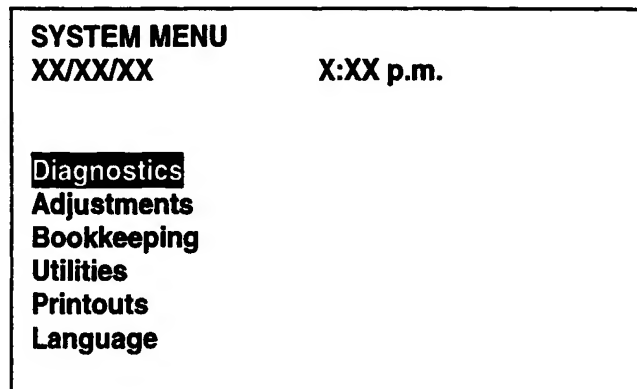 SYSTEM MENU
XX/XX/XX X:XX p.m.
Diagnostics
Adjustments
Bookkeeping
Utilities
Printouts
Language